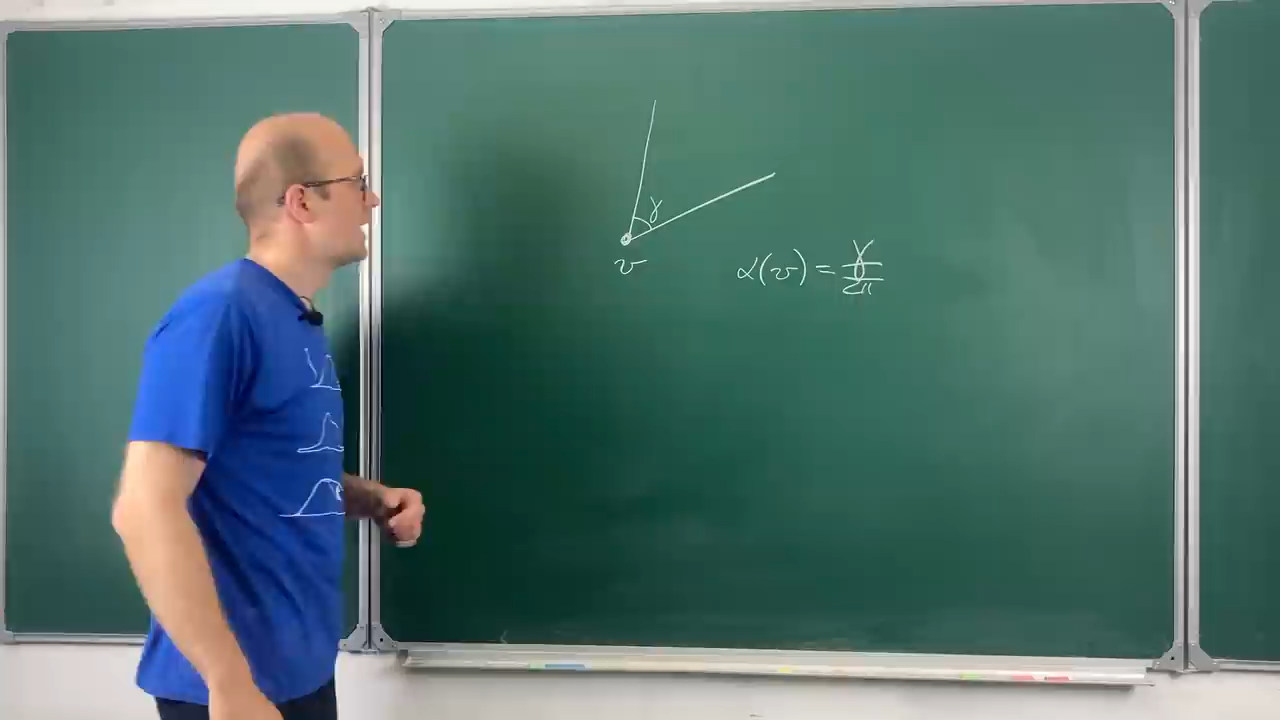 γ
v
α(v) = γ/2π